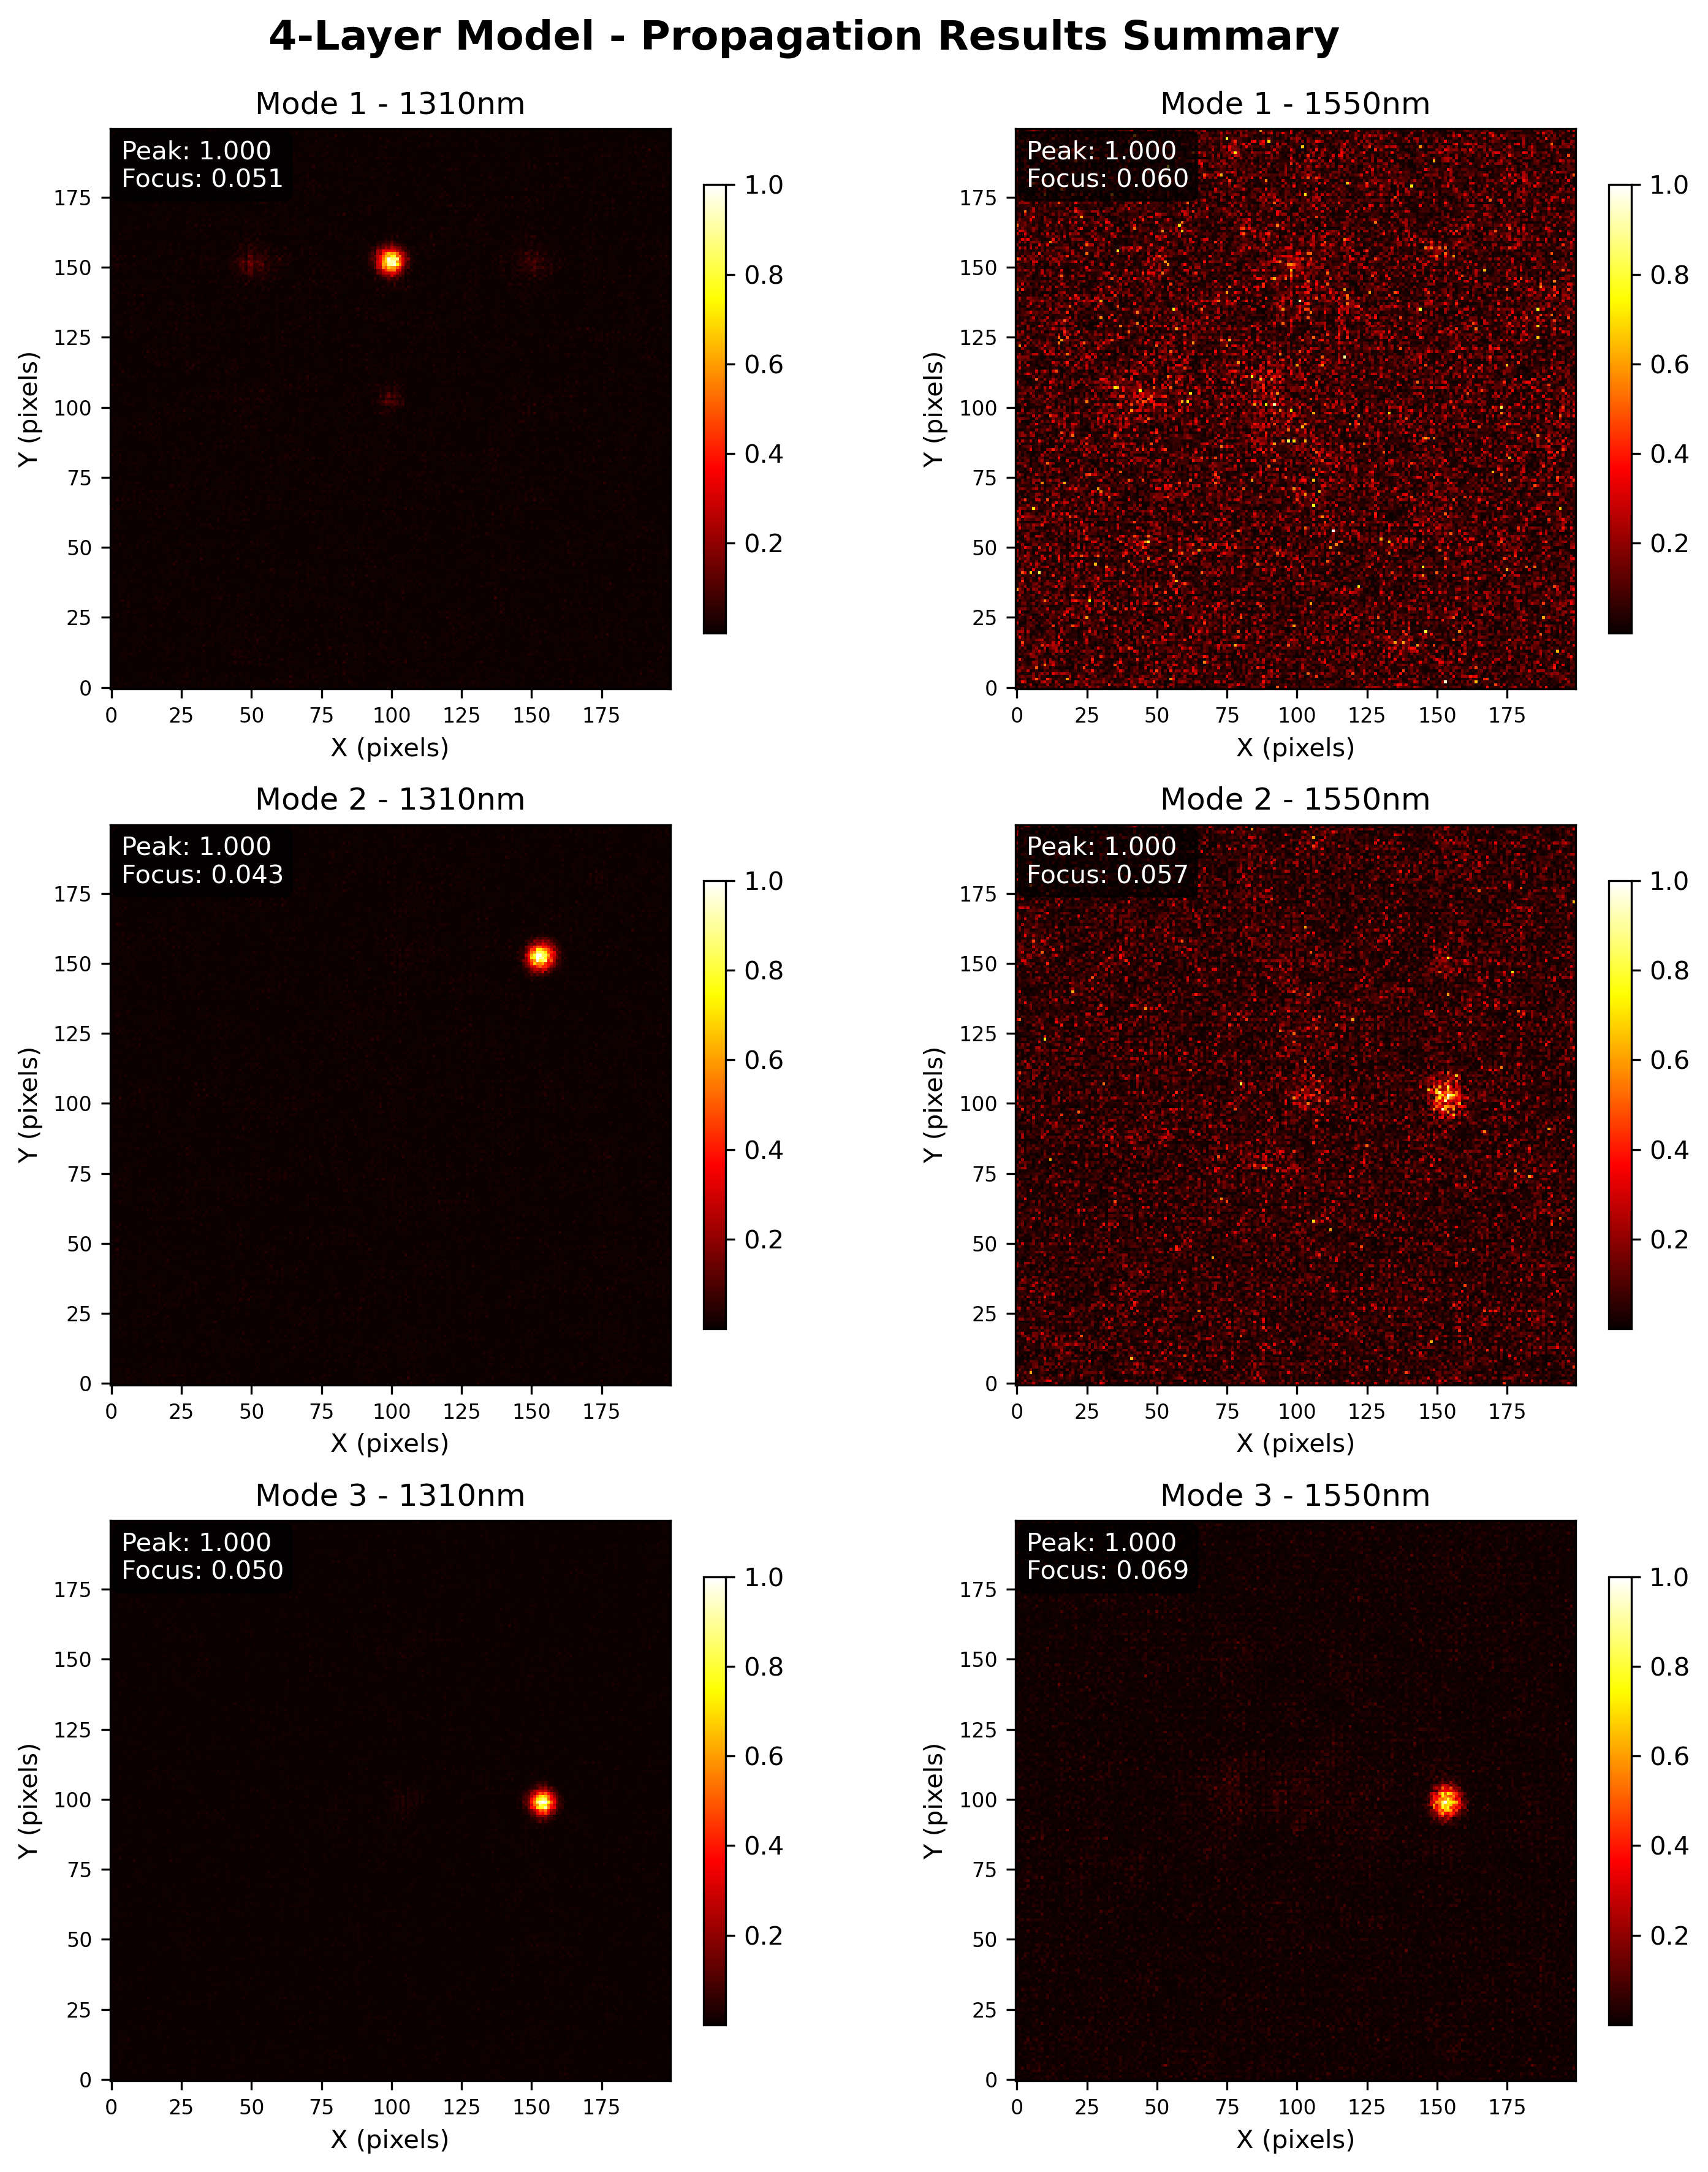 4-Layer Model - Propagation Results Summary
Mode 1 - 1310nm
Peak: 1.000
Focus: 0.051
175
150
125
100
75
50
25
0
0 25 50 75 100 125 150 175
X (pixels)
Y (pixels)
1.0
0.8
0.6
0.4
0.2
Mode 1 - 1550nm
Peak: 1.000
Focus: 0.060
175
150
125
100
75
50
25
0
0 25 50 75 100 125 150 175
X (pixels)
Y (pixels)
1.0
0.8
0.6
0.4
0.2
Mode 2 - 1310nm
Peak: 1.000
Focus: 0.043
175
150
125
100
75
50
25
0
0 25 50 75 100 125 150 175
X (pixels)
Y (pixels)
1.0
0.8
0.6
0.4
0.2
Mode 2 - 1550nm
Peak: 1.000
Focus: 0.057
175
150
125
100
75
50
25
0
0 25 50 75 100 125 150 175
X (pixels)
Y (pixels)
1.0
0.8
0.6
0.4
0.2
Mode 3 - 1310nm
Peak: 1.000
Focus: 0.050
175
150
125
100
75
50
25
0
0 25 50 75 100 125 150 175
X (pixels)
Y (pixels)
1.0
0.8
0.6
0.4
0.2
Mode 3 - 1550nm
Peak: 1.000
Focus: 0.069
175
150
125
100
75
50
25
0
0 25 50 75 100 125 150 175
X (pixels)
Y (pixels)
1.0
0.8
0.6
0.4
0.2